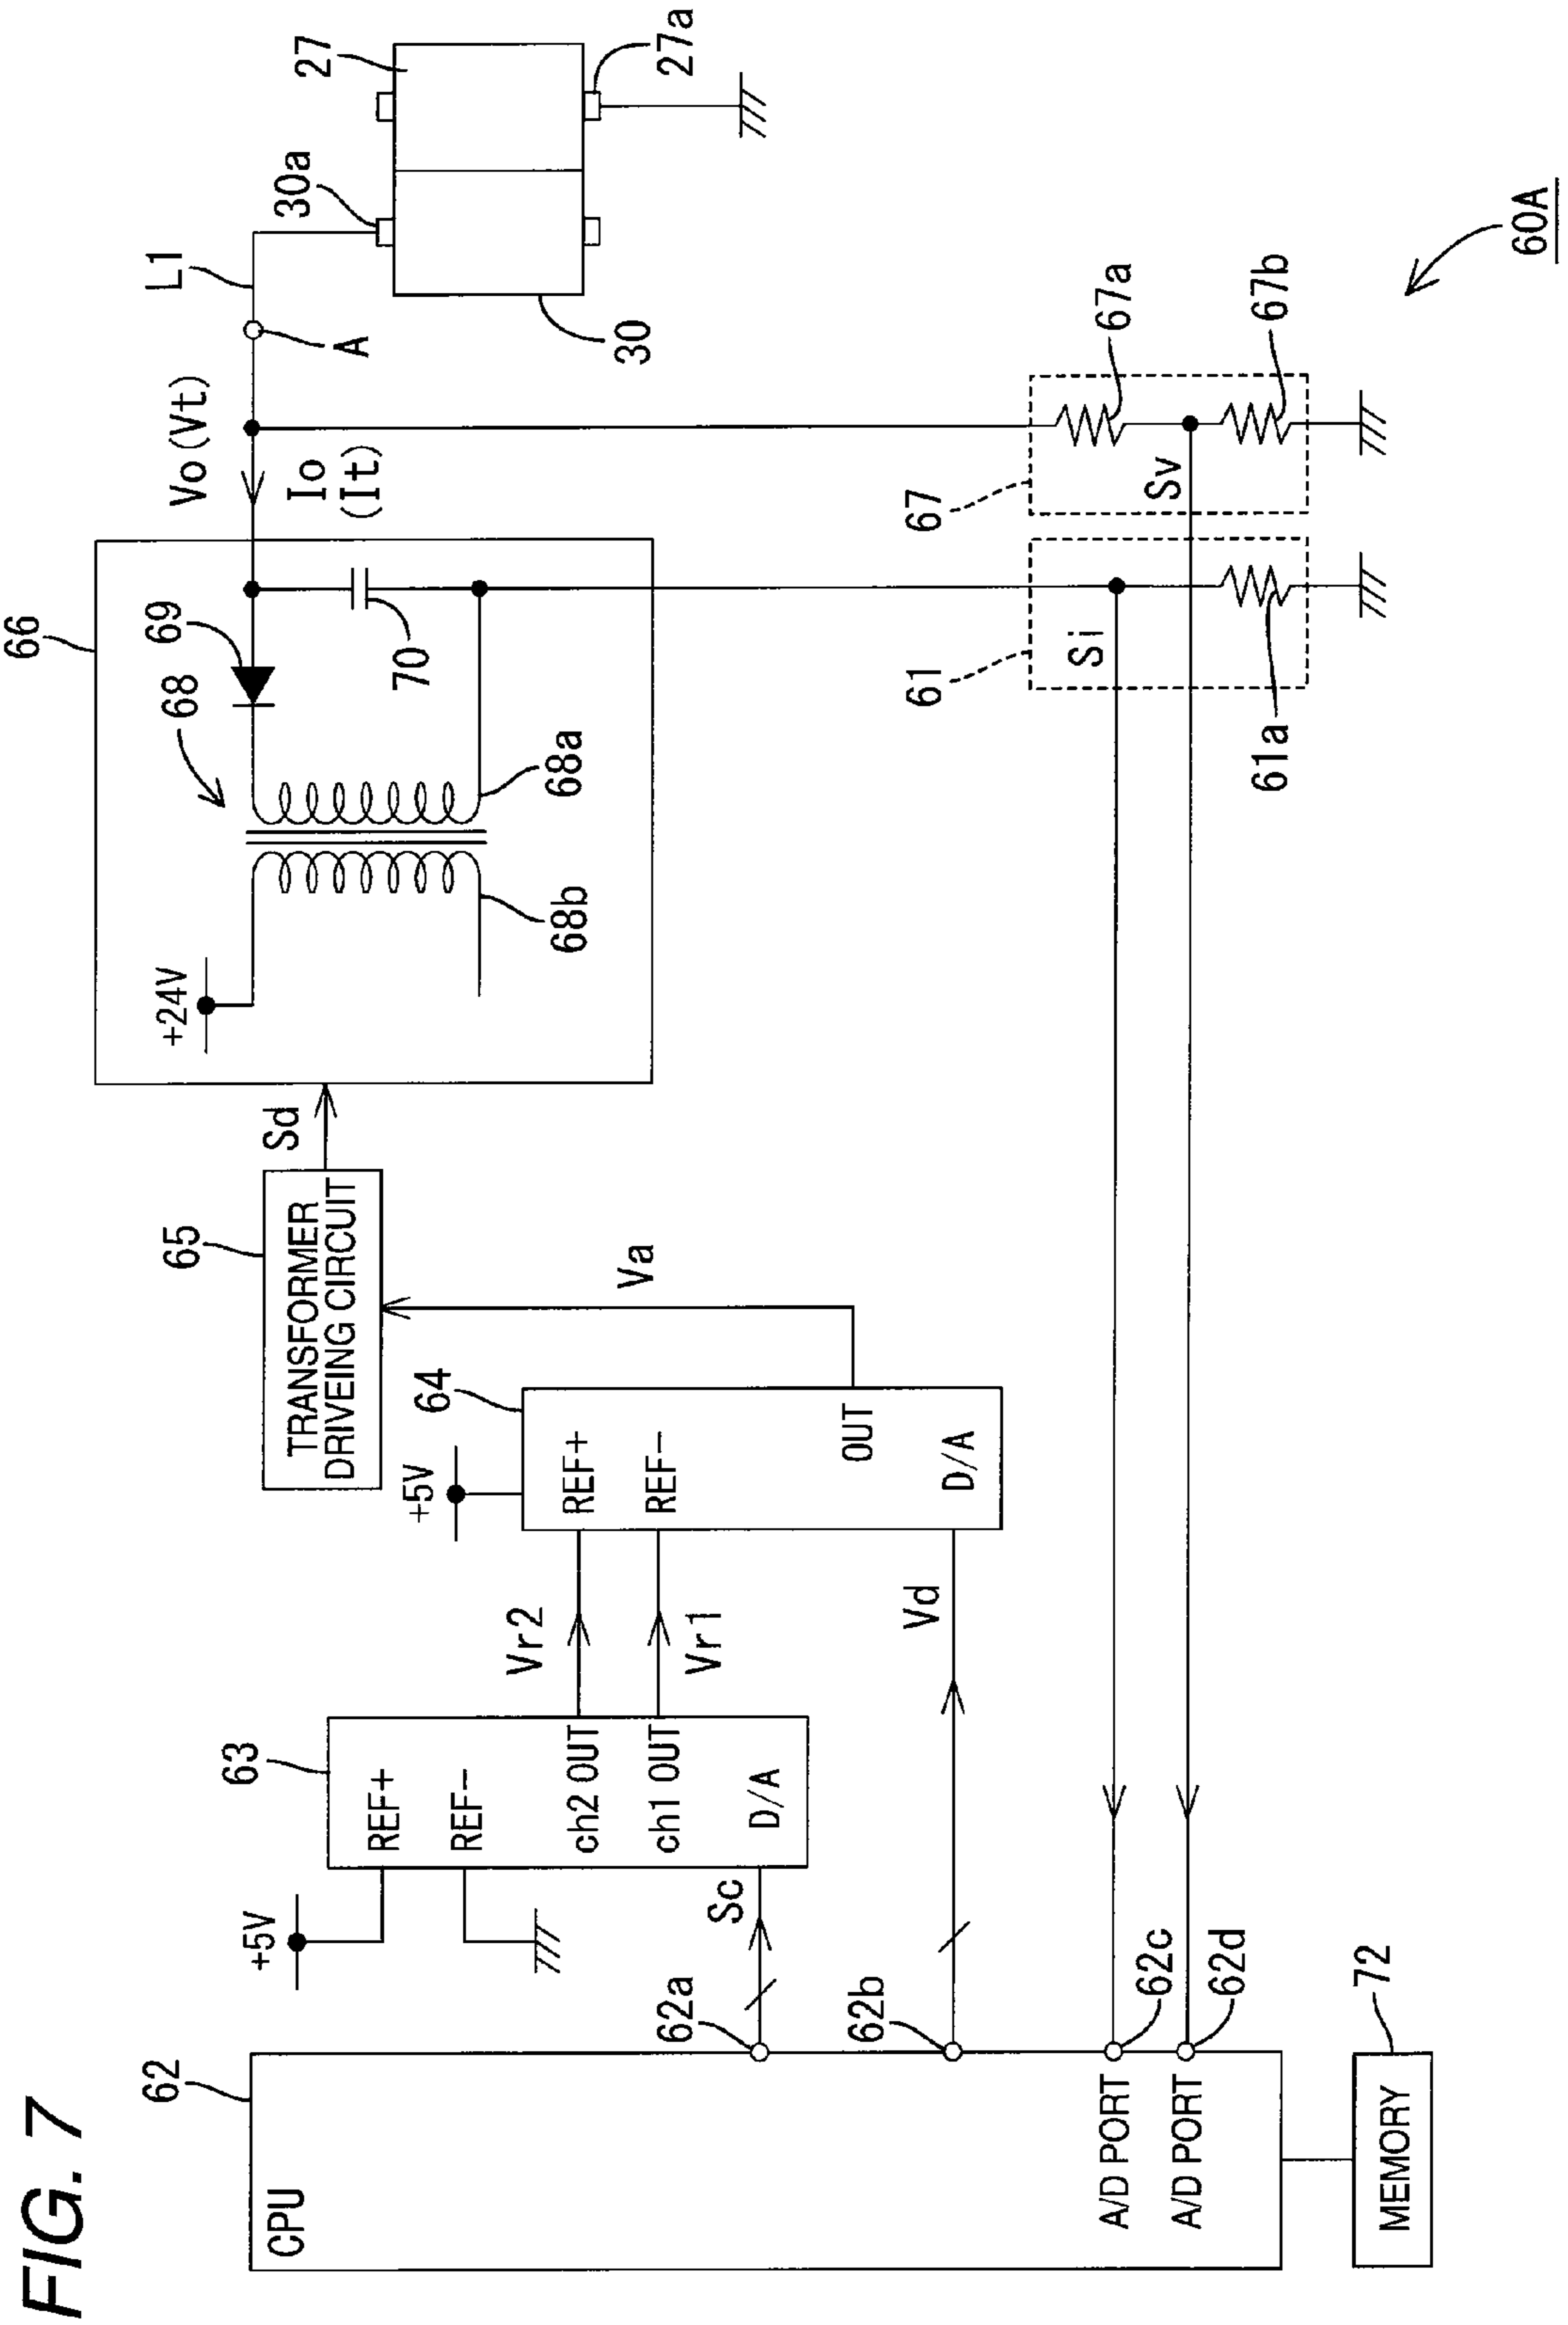 FIG. 7
62
CPU
62a
62b
62c
62d
A/D PORT
A/D PORT
72
MEMORY
+5V
63
REF+
REF-
ch2 OUT
ch1 OUT
D/A
Sc
Vr2
Vr1
Vd
+5V
64
REF+
REF-
OUT
D/A
Va
65
TRANSFORMER
DRIVEING CIRCUIT
Sd
66
+24V
68
69
70
68a
68b
Vo(Vt)
Io
(It)
L1
A
30a
27
27a
30
61
Si
61a
67
Sv
67a
67b
60A